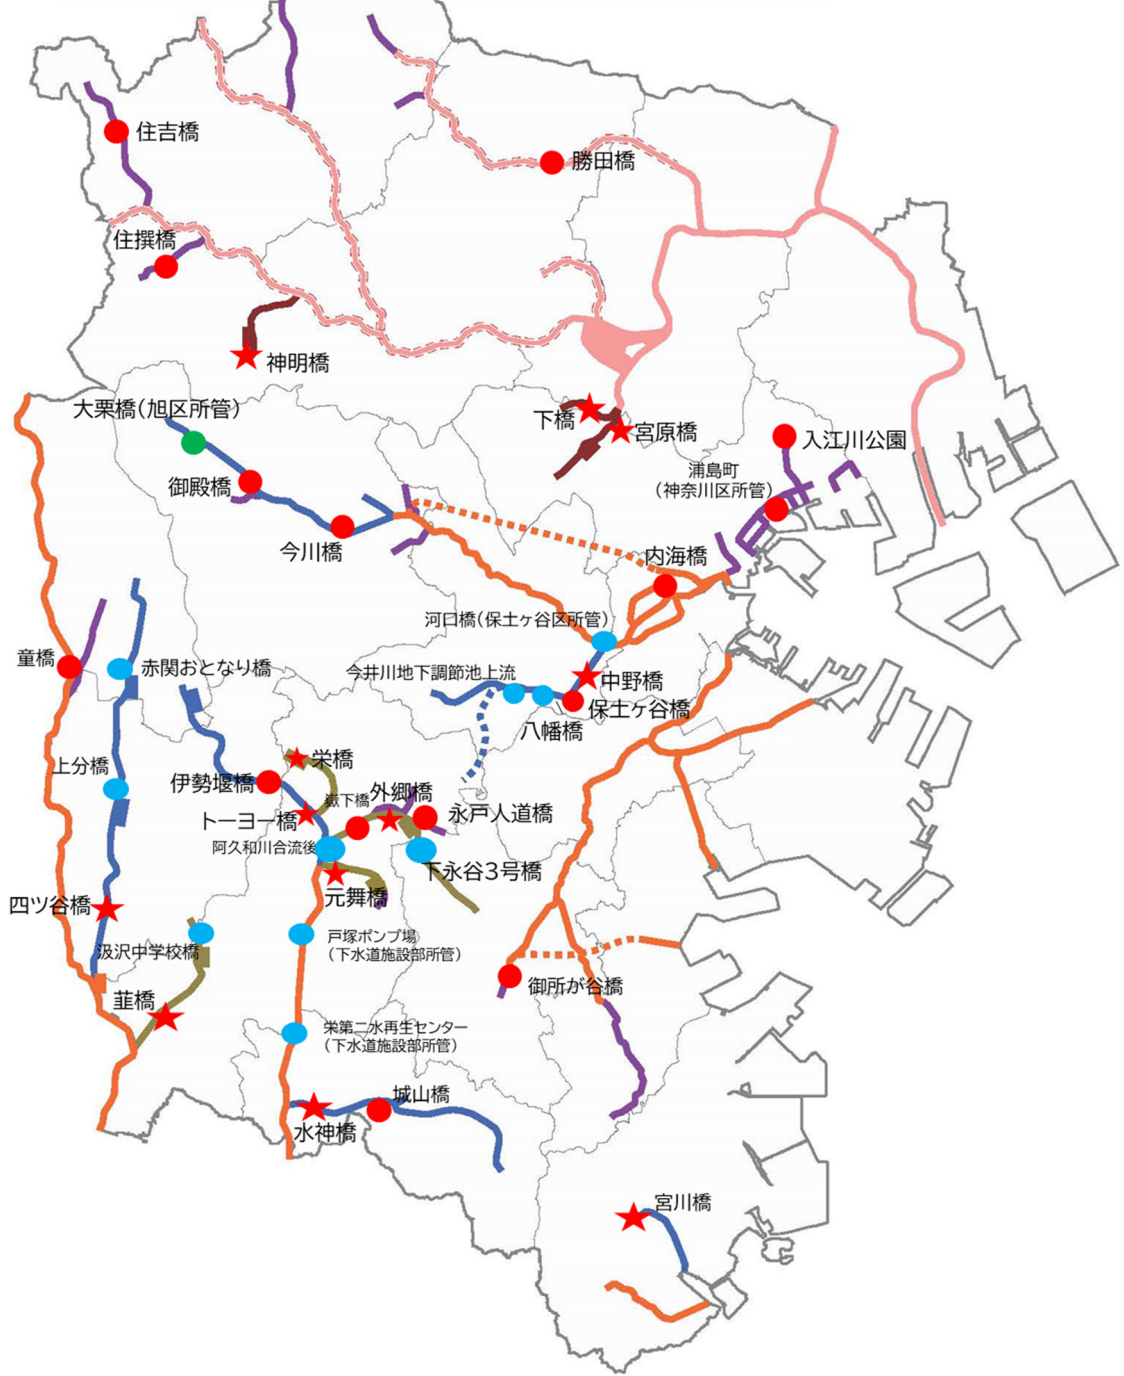 住吉橋
勝田橋
住撰橋
神明橋
大栗橋(旭区所管)
下橋
宮原橋
入江川公園
浦島町
(神奈川区所管)
御殿橋
今川橋
内海橋
河口橋(保土ヶ谷区所管)
童橋
赤関おとなり橋
今井川地下調節池上流
中野橋
保土ヶ谷橋
八幡橋
上分橋
伊勢堰橋
栄橋
嶽下橋
外郷橋
永戸人道橋
トーヨー橋
阿久和川合流後
下永谷3号橋
元舞橋
四ツ谷橋
汲沢中学校橋
戸塚ポンプ場
(下水道施設部所管)
韮橋
御所が谷橋
栄第二水再生センター
(下水道施設部所管)
城山橋
水神橋
宮川橋